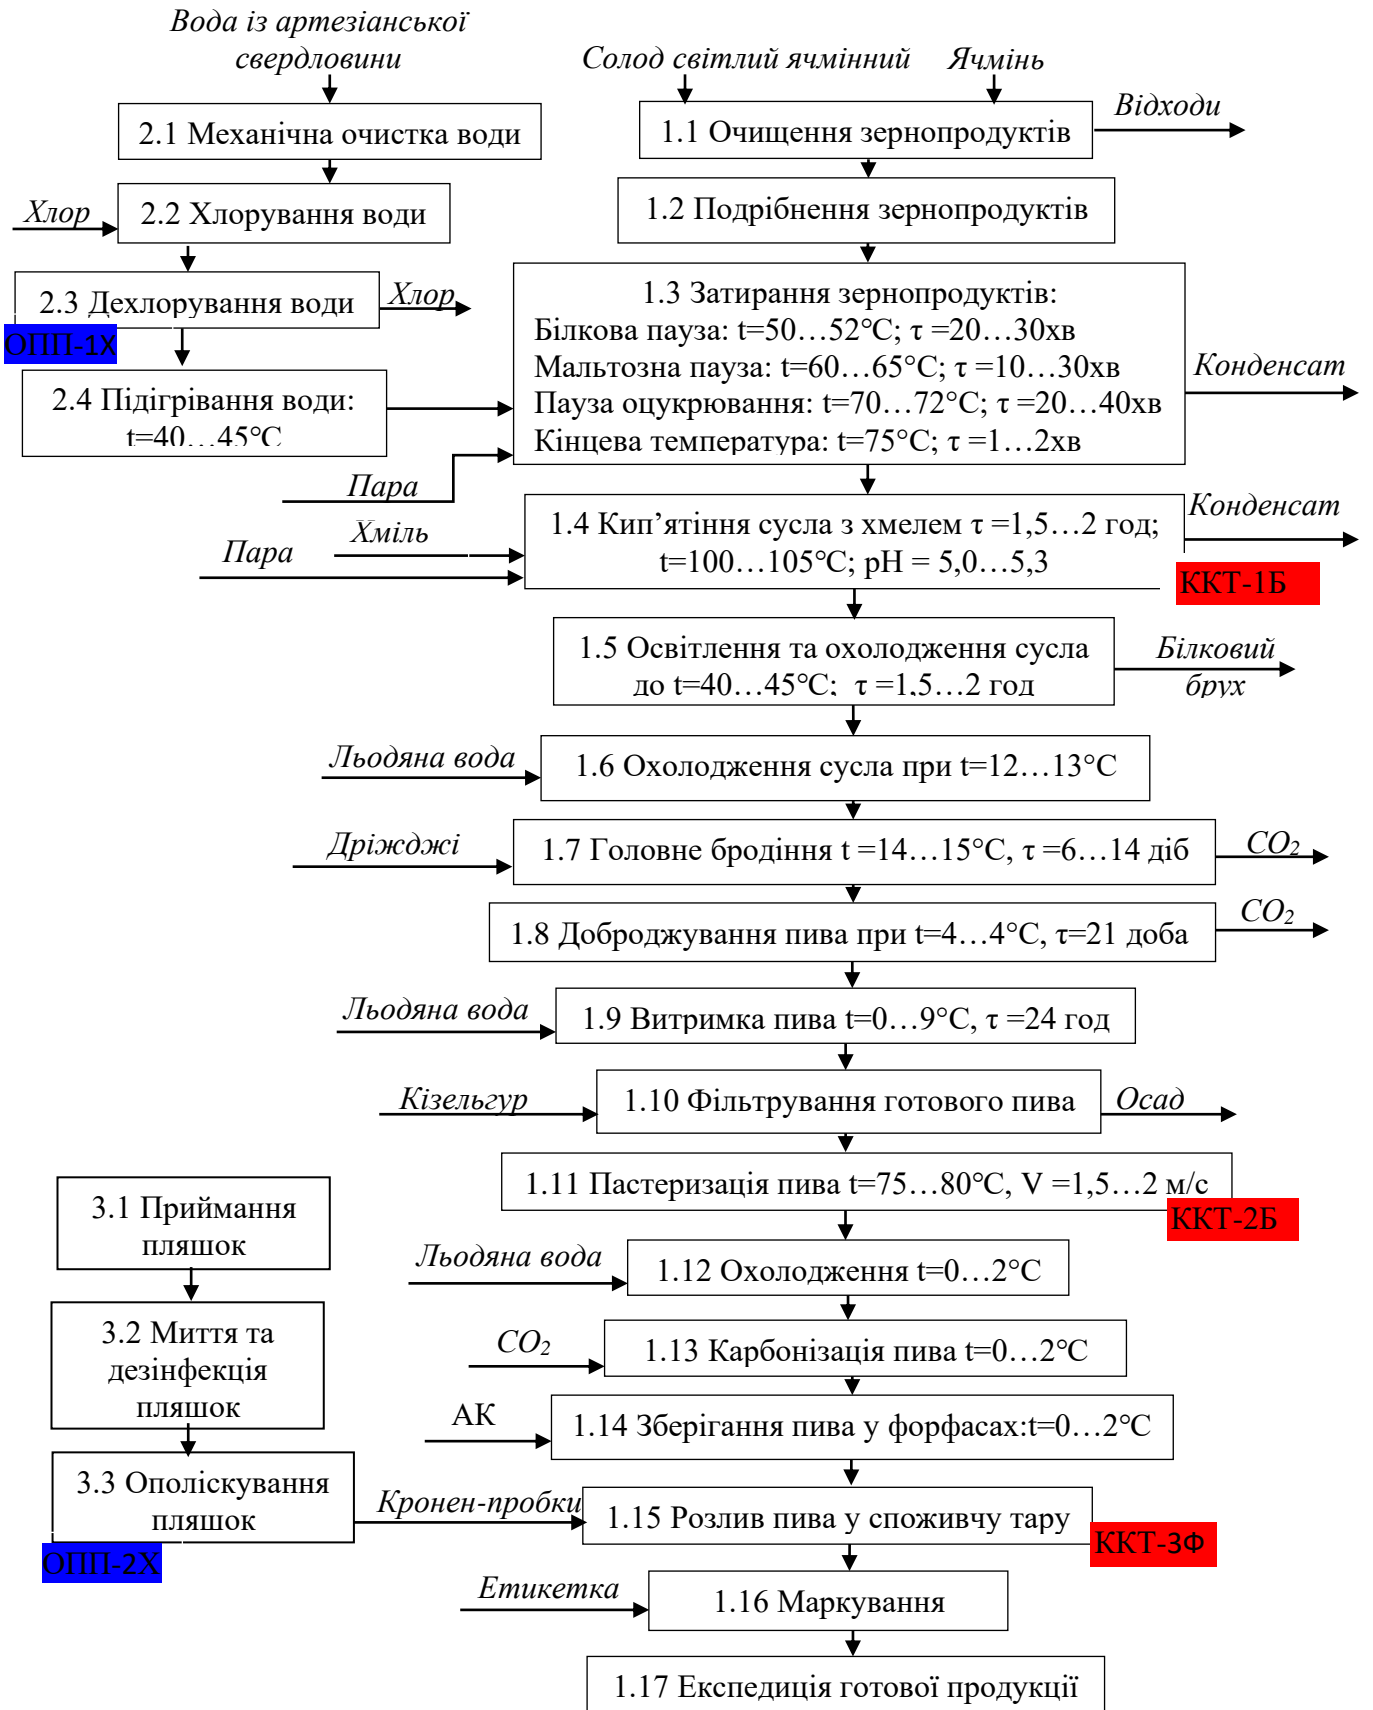 Вода із артезіанської
свердловини
Солод світлий ячмінний
Ячмінь
2.1 Механічна очистка води
1.1 Очищення зернопродуктів
Відходи
Хлор
2.2 Хлорування води
1.2 Подрібнення зернопродуктів
2.3 Дехлорування води
Хлор
ОПП-1Х
2.4 Підігрівання води:
t=40…45°С
1.3 Затирання зернопродуктів:
Білкова пауза: t=50…52°С; τ =20…30хв
Мальтозна пауза: t=60…65°С; τ =10…30хв
Пауза оцукрювання: t=70…72°С; τ =20…40хв
Кінцева температура: t=75°С; τ =1…2хв
Конденсат
Пара
Хміль
Пара
1.4 Кип’ятіння сусла з хмелем τ =1,5…2 год;
t=100…105°С; рН = 5,0…5,3
Конденсат
ККТ-1Б
1.5 Освітлення та охолодження сусла
до t=40…45°С; τ =1,5…2 год
Білковий
брух
Льодяна вода
1.6 Охолодження сусла при t=12…13°С
Дріжджі
1.7 Головне бродіння t =14…15°С, τ =6…14 діб
СО2
1.8 Доброджування пива при t=4…4°С, τ=21 доба
СО2
Льодяна вода
1.9 Витримка пива t=0…9°С, τ =24 год
Кізельгур
1.10 Фільтрування готового пива
Осад
1.11 Пастеризація пива t=75…80°С, V =1,5…2 м/с
ККТ-2Б
3.1 Приймання
пляшок
Льодяна вода
1.12 Охолодження t=0…2°С
3.2 Миття та
дезінфекція
пляшок
СО2
1.13 Карбонізація пива t=0…2°С
АК
1.14 Зберігання пива у форфасах:t=0…2°С
3.3 Ополіскування
пляшок
ОПП-2Х
Кронен-пробки
1.15 Розлив пива у споживчу тару
ККТ-3Ф
Етикетка
1.16 Маркування
1.17 Експедиція готової продукції